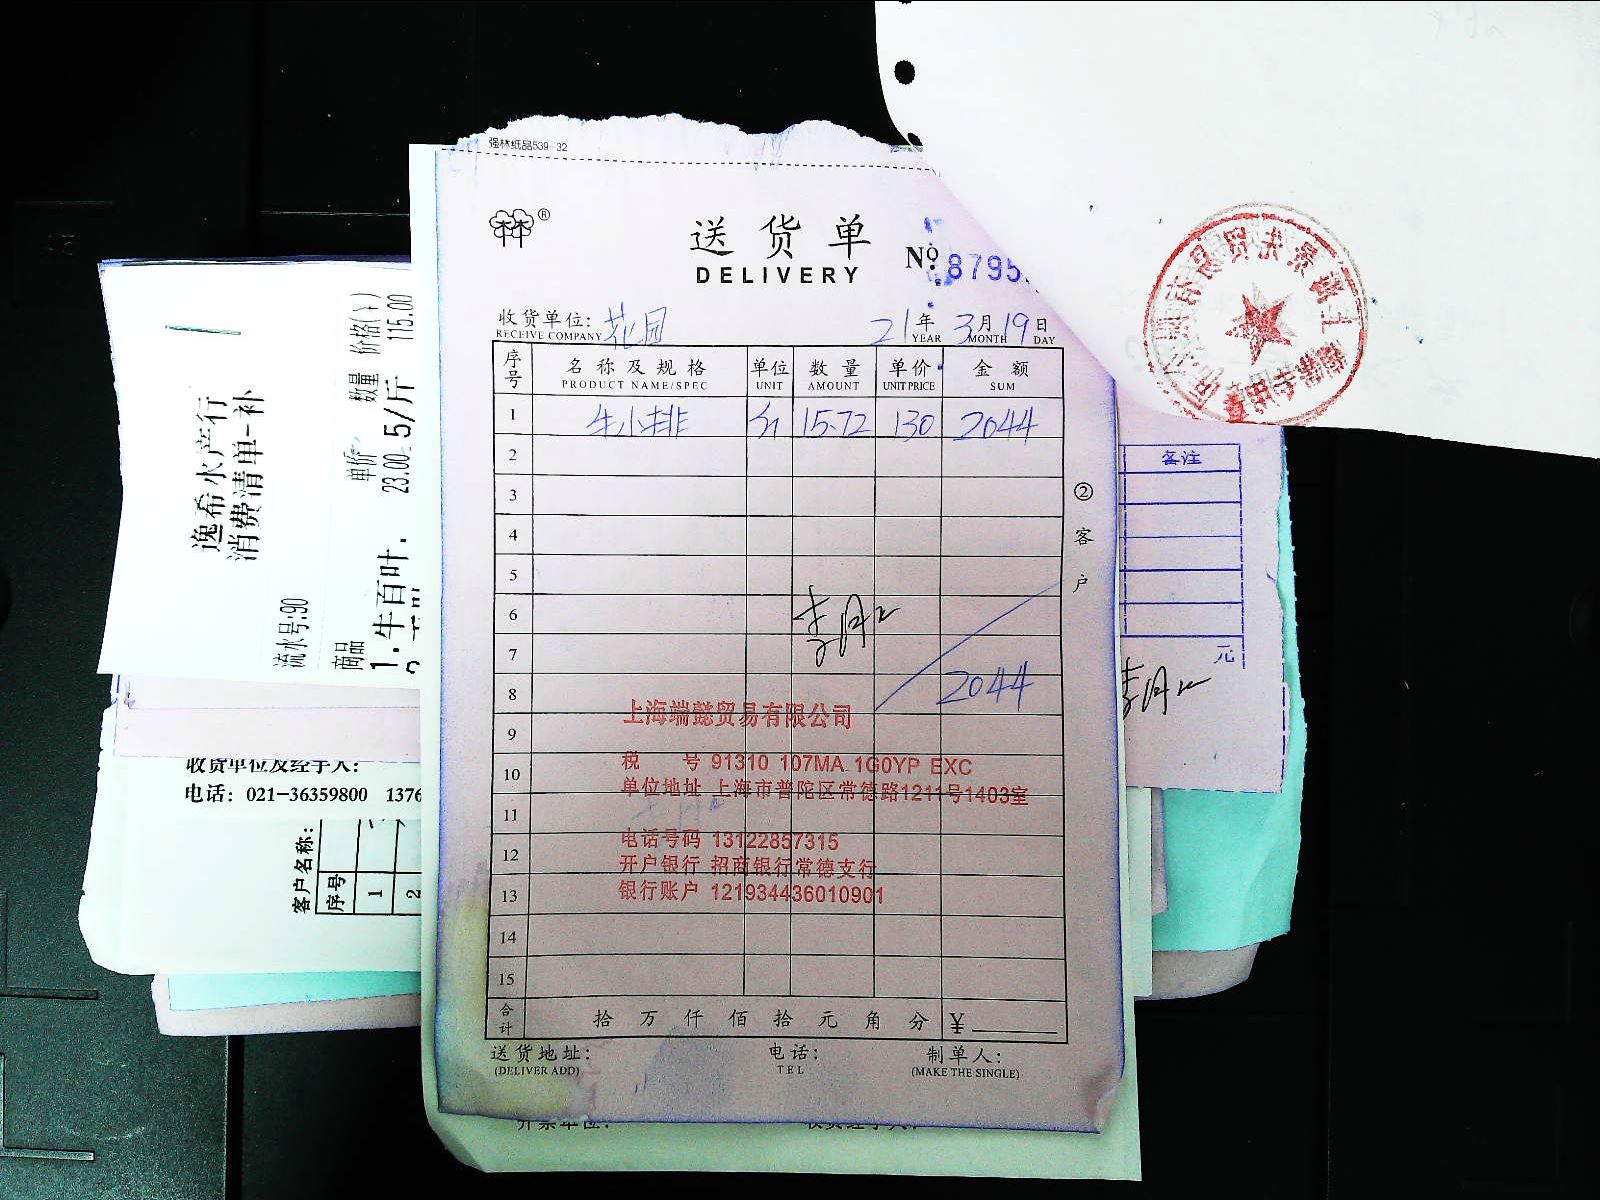 强林纸品539-32
®
送货单
DELIVERY
Nº: 8795
收货单位: 花园 21年 3月 19日
RECEIVE COMPANY YEAR MONTH DAY
序号 名称及规格 单位 数量 单价 金额
PRODUCT NAME/SPEC UNIT AMOUNT UNIT PRICE SUM
1 牛小排 斤 15.72 130 2044
2
3
4
5
6
7
8 2044
9
10
11
12
13
14
15
②客户
上海端懿贸易有限公司
税 号 91310 107MA 1G0YP EXC
单位地址 上海市普陀区常德路1211号1403室
电话号码 13122857315
开户银行 招商银行常德支行
银行账户 121934436010901
合计 拾 万 仟 佰 拾 元 角 分 ¥
送货地址: 电话: 制单人:
(DELIVER ADD) TEL (MAKE THE SINGLE)
逸希水产行
消费清单-补
流水号:90
商品 单价 数量 价格(¥)
1.牛百叶. 23.00 5/斤 115.00
收货单位及经手人:
电话: 021-36359800 1376
客户名称:
序号
1
2
备注
元